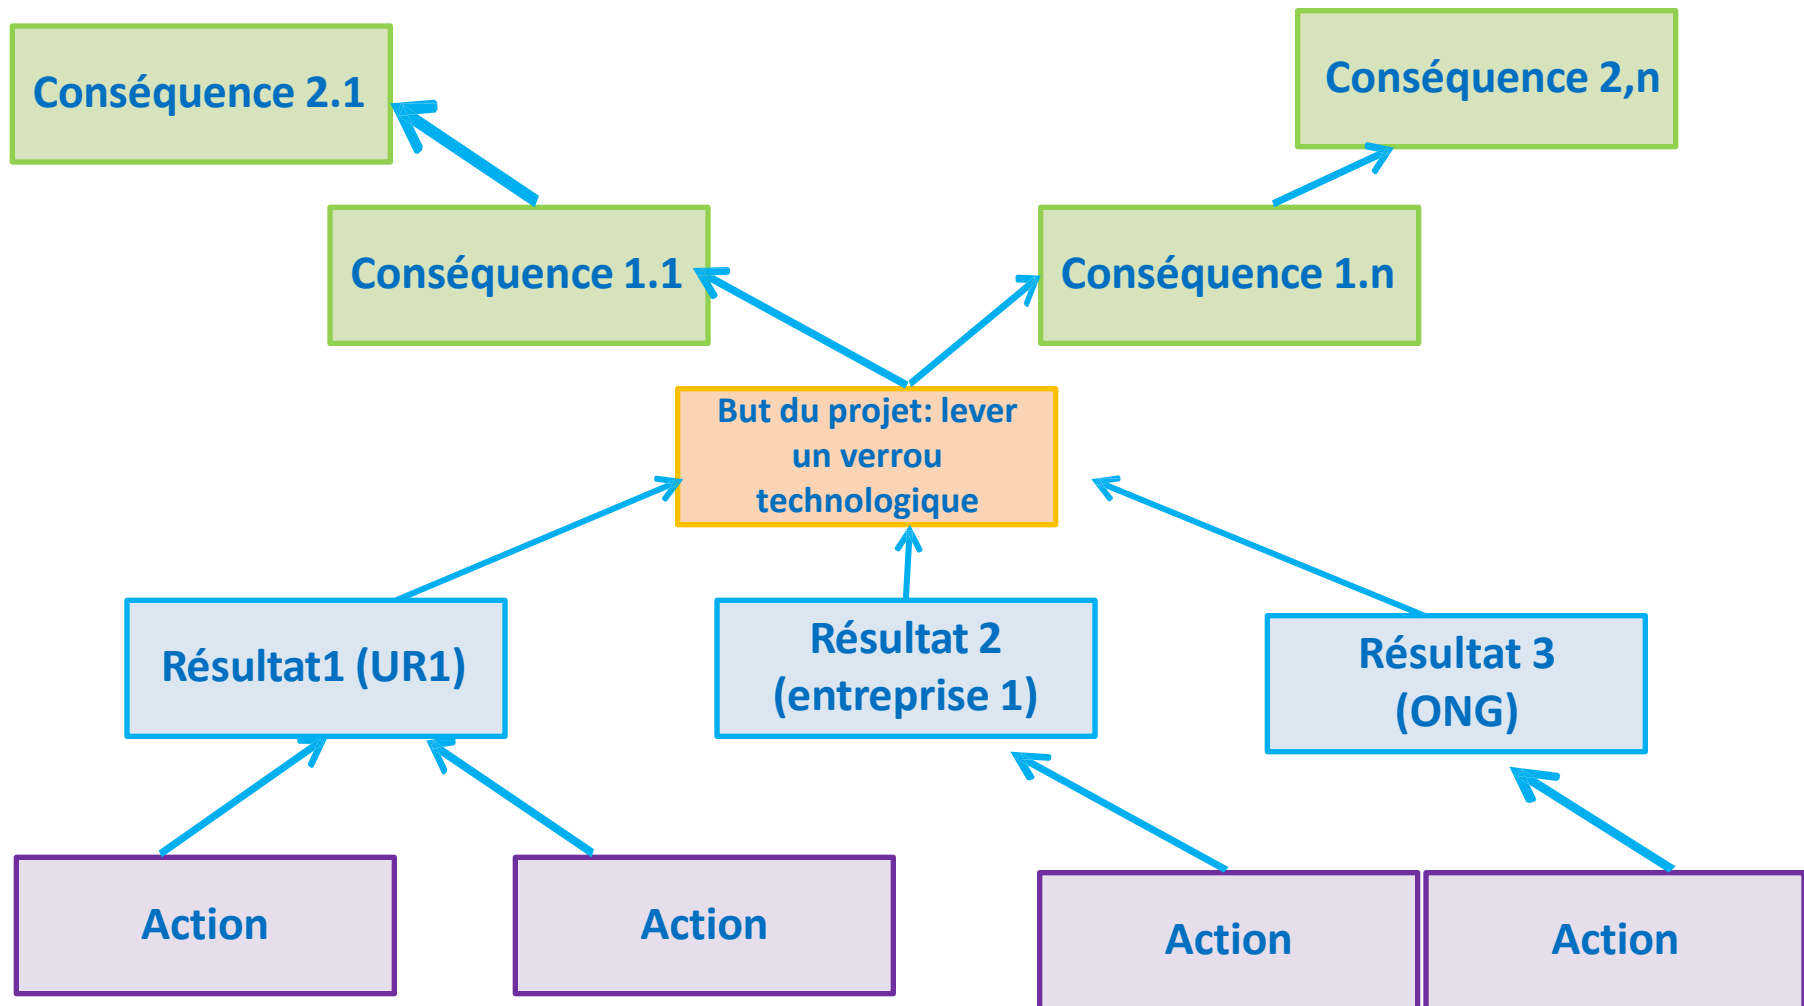 Conséquence 2.1
Conséquence 2,n
Conséquence 1.1
Conséquence 1.n
But du projet: lever
un verrou
technologique
Résultat1 (UR1)
Résultat 2
(entreprise 1)
Résultat 3
(ONG)
Action
Action
Action
Action